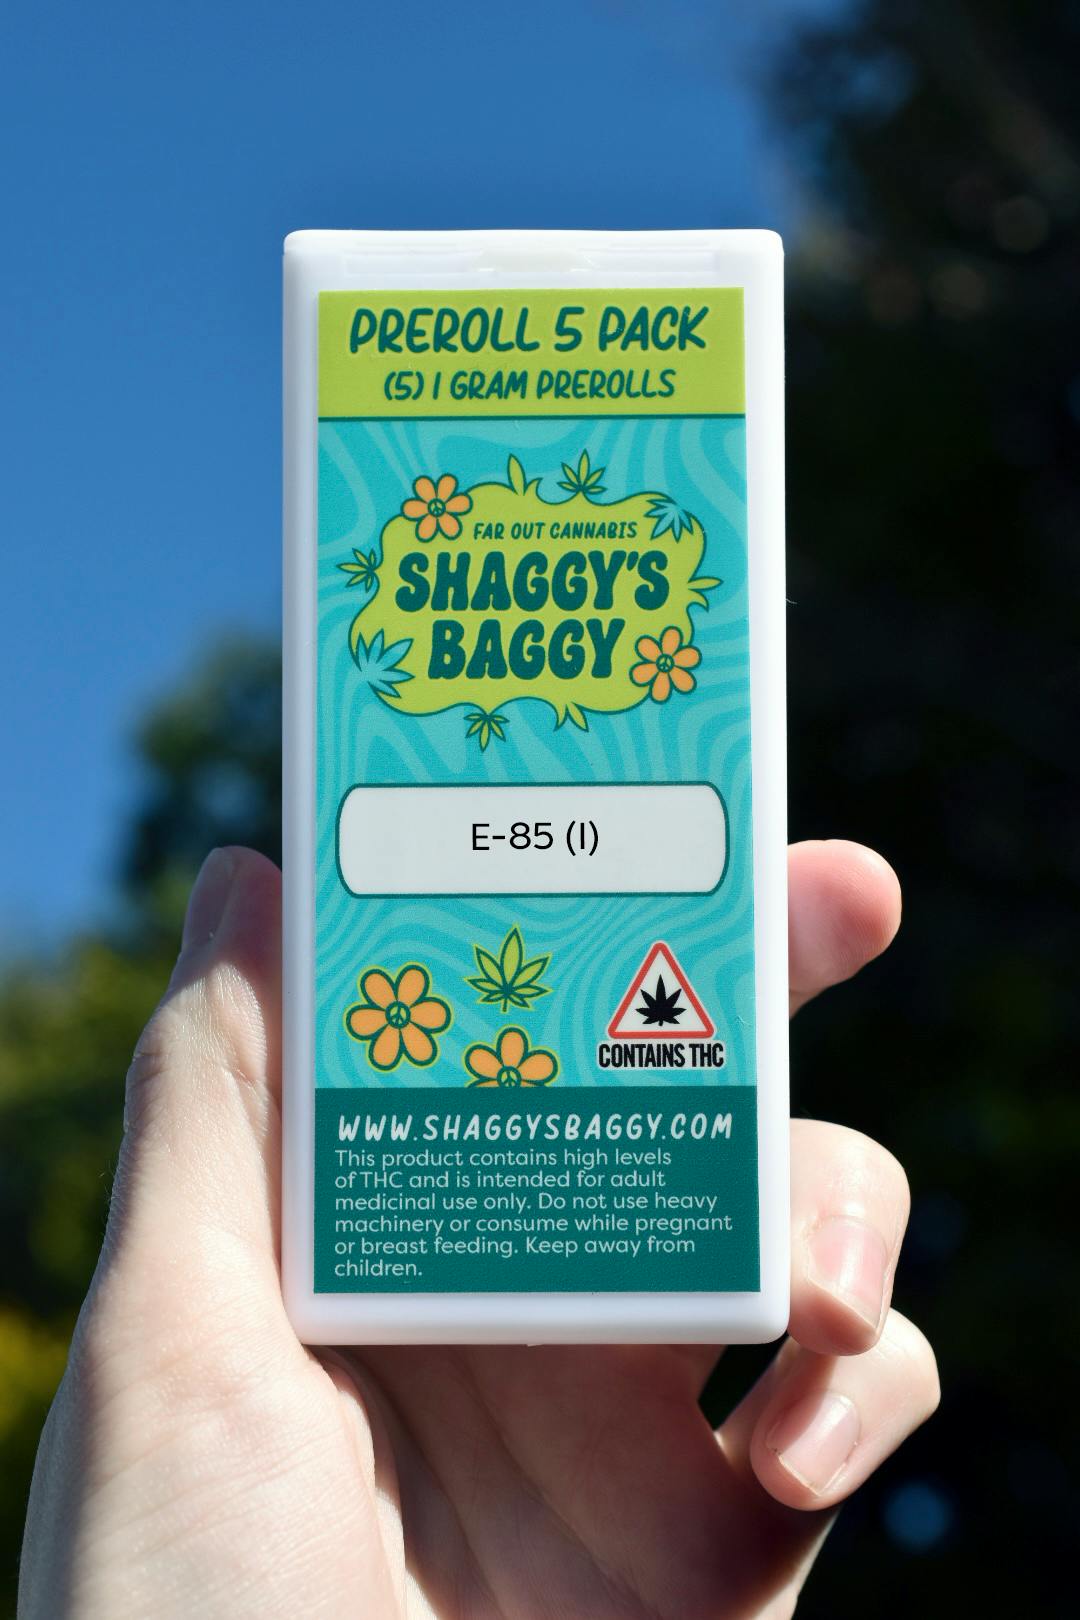 PREROLL 5 PACK
(5) 1 GRAM PREROLLS
FAR OUT CANNABIS
SHAGGY'S
BAGGY
E-85 (I)
CONTAINS THC
WWW.SHAGGYSBAGGY.COM
This product contains high levels
of THC and is intended for adult
medicinal use only. Do not use heavy
machinery or consume while pregnant
or breast feeding. Keep away from
children.